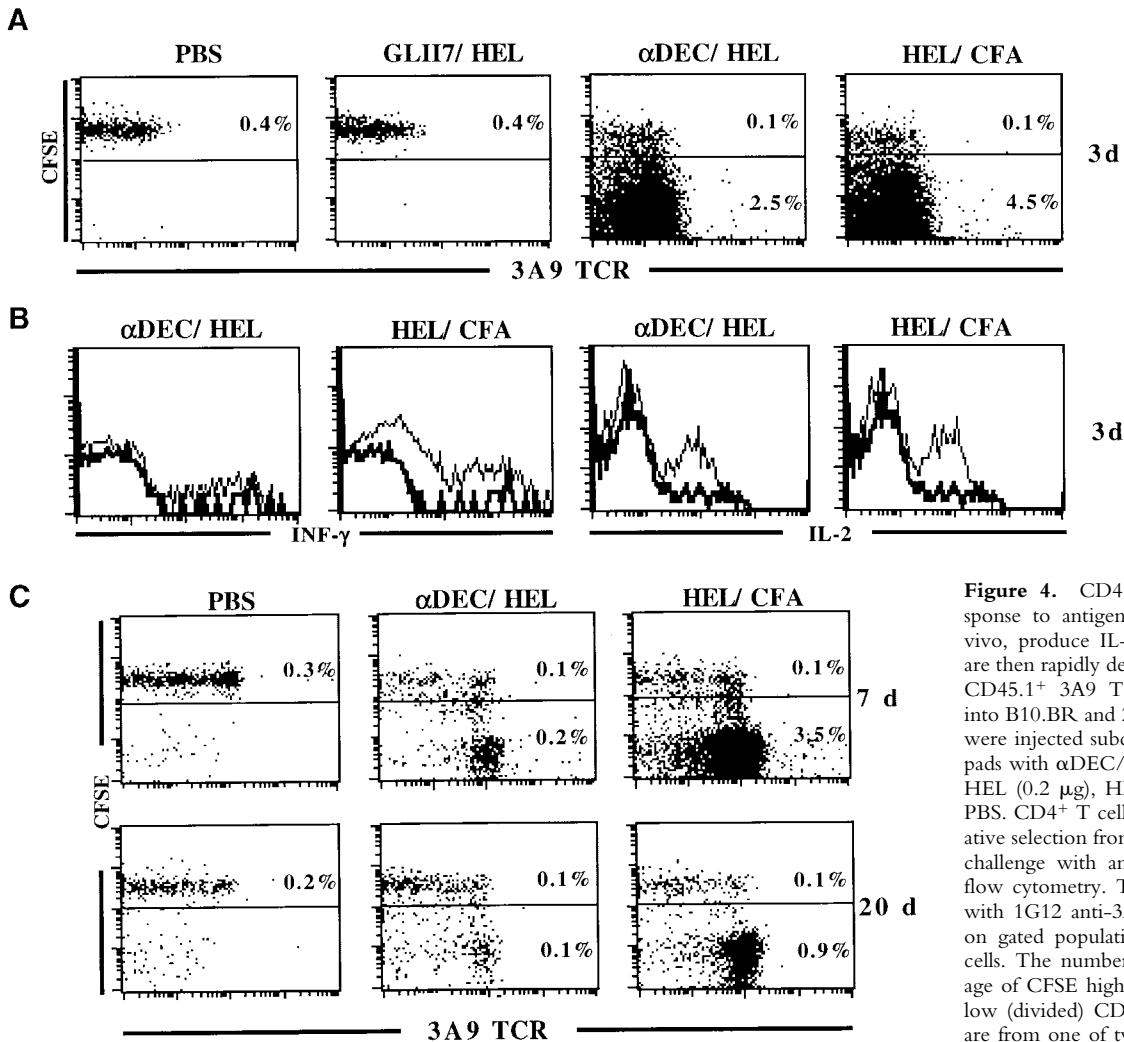 A
PBS
GLII7/ HEL
αDEC/ HEL
HEL/ CFA
CFSE
0.4%
0.4%
0.1%
2.5%
0.1%
4.5%
3d
3A9 TCR
B
αDEC/ HEL
HEL/ CFA
αDEC/ HEL
HEL/ CFA
3d
INF-γ
IL-2
C
PBS
αDEC/ HEL
HEL/ CFA
0.3%
0.1%
0.2%
0.1%
3.5%
7 d
CFSE
0.2%
0.1%
0.1%
0.1%
0.9%
20 d
3A9 TCR
Figure 4. CD4
sponse to antigen
vivo, produce IL-
are then rapidly de
CD45.1+ 3A9 T
into B10.BR and 2
were injected subc
pads with αDEC/
HEL (0.2 μg), HE
PBS. CD4+ T cell
ative selection from
challenge with an
flow cytometry. T
with 1G12 anti-3A
on gated populati
cells. The number
age of CFSE high
low (divided) CD
are from one of tw